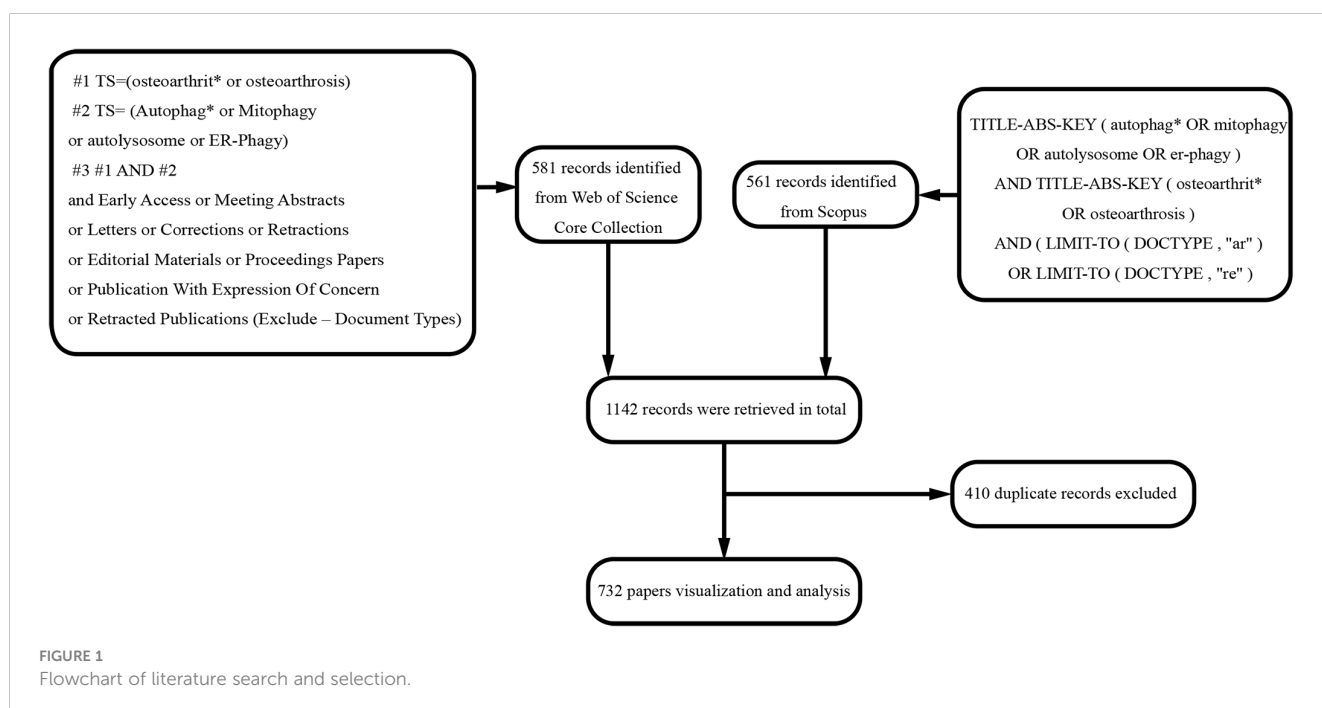 #1 TS=(osteoarthrit* or osteoarthrosis)
#2 TS= (Autophag* or Mitophagy
or autolysosome or ER-Phagy)
#3 #1 AND #2
and Early Access or Meeting Abstracts
or Letters or Corrections or Retractions
or Editorial Materials or Proceedings Papers
or Publication With Expression Of Concern
or Retracted Publications (Exclude – Document Types)
581 records identified
from Web of Science
Core Collection
561 records identified
from Scopus
TITLE-ABS-KEY ( autophag* OR mitophagy
OR autolysosome OR er-phagy )
AND TITLE-ABS-KEY ( osteoarthrit*
OR osteoarthrosis )
AND ( LIMIT-TO ( DOCTYPE , "ar" )
OR LIMIT-TO ( DOCTYPE , "re" )
1142 records were retrieved in total
410 duplicate records excluded
732 papers visualization and analysis
FIGURE 1
Flowchart of literature search and selection.